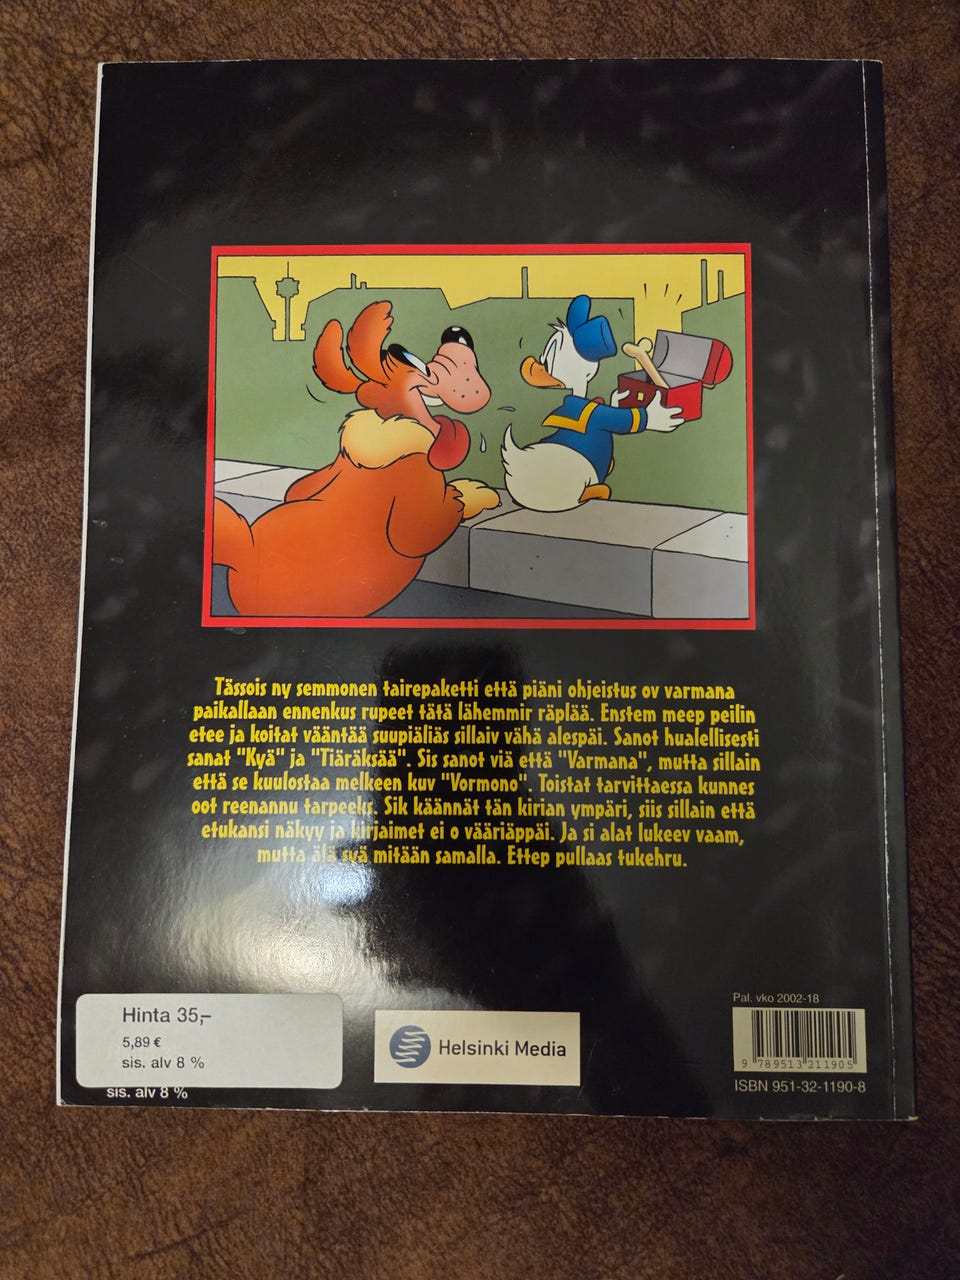 Tässois ny semmonen tairepaketti että piäni ohjeistus ov varmana
paikallaan ennenkus rupeet tätä lähemmir räplää. Enstem meep peilin
etee ja koitat vääntää suupiäliäs sillaiv vähä alespäi. Sanot hualellisesti
sanat "Kyä" ja "Tiäräksää". Sis sanot viä että "Varmana", mutta sillain
että se kuulostaa melkeen kuv "Vormono". Toistat tarvittaessa kunnes
oot reenannu tarpeeks. Sik käännät tän kirian ympäri, siis sillain että
etukansi näkyy ja kirjaimet ei o vääriäppäi. Ja si alat lukeev vaam,
mutta älä syä mitään samalla. Ettep pullaas tukehru.
Hinta 35,–
5,89 €
sis. alv 8 %
sis. alv 8 %
Helsinki Media
Pal. vko 2002-18
9 789513 211905
ISBN 951-32-1190-8